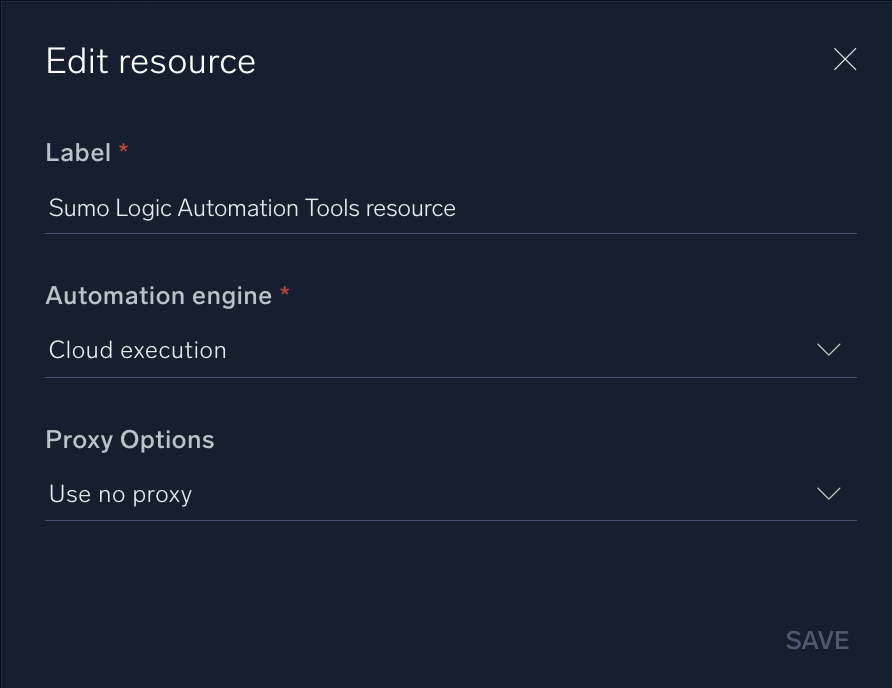 Edit resource
Label *
Sumo Logic Automation Tools resource
Automation engine *
Cloud execution
Proxy Options
Use no proxy
SAVE